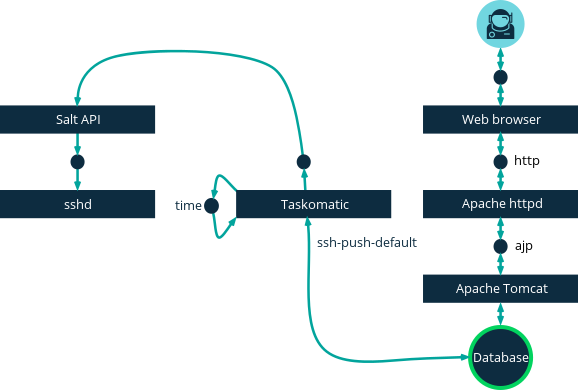 Salt API
Web browser
http
sshd
time
Taskomatic
Apache httpd
ssh-push-default
ajp
Apache Tomcat
Database